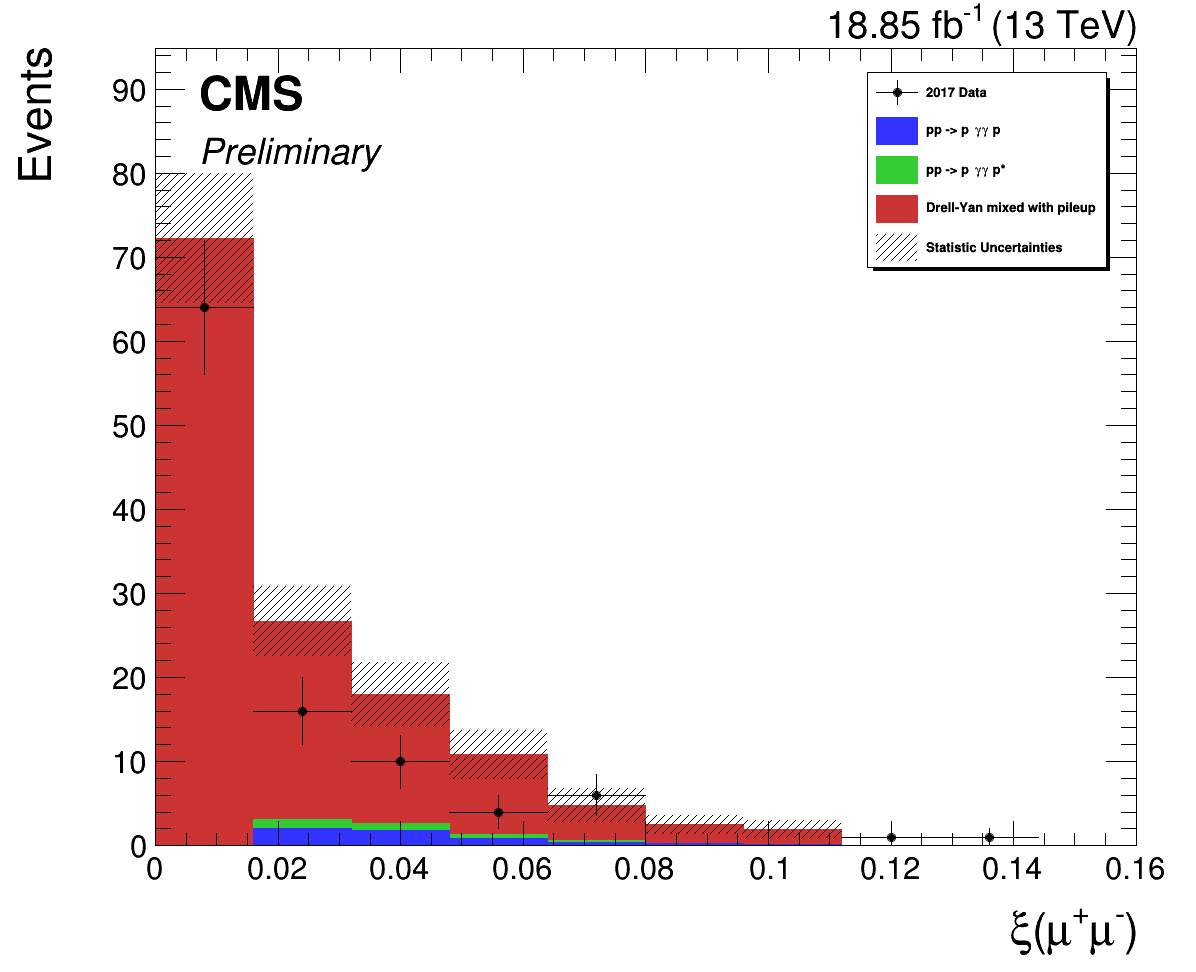 18.85 fb⁻¹ (13 TeV)
Events
CMS
Preliminary
2017 Data
pp -> p γγ p
pp -> p γγ p*
Drell-Yan mixed with pileup
Statistic Uncertainties
90
80
70
60
50
40
30
20
10
0
0 0.02 0.04 0.06 0.08 0.1 0.12 0.14 0.16
ξ(μ⁺μ⁻)